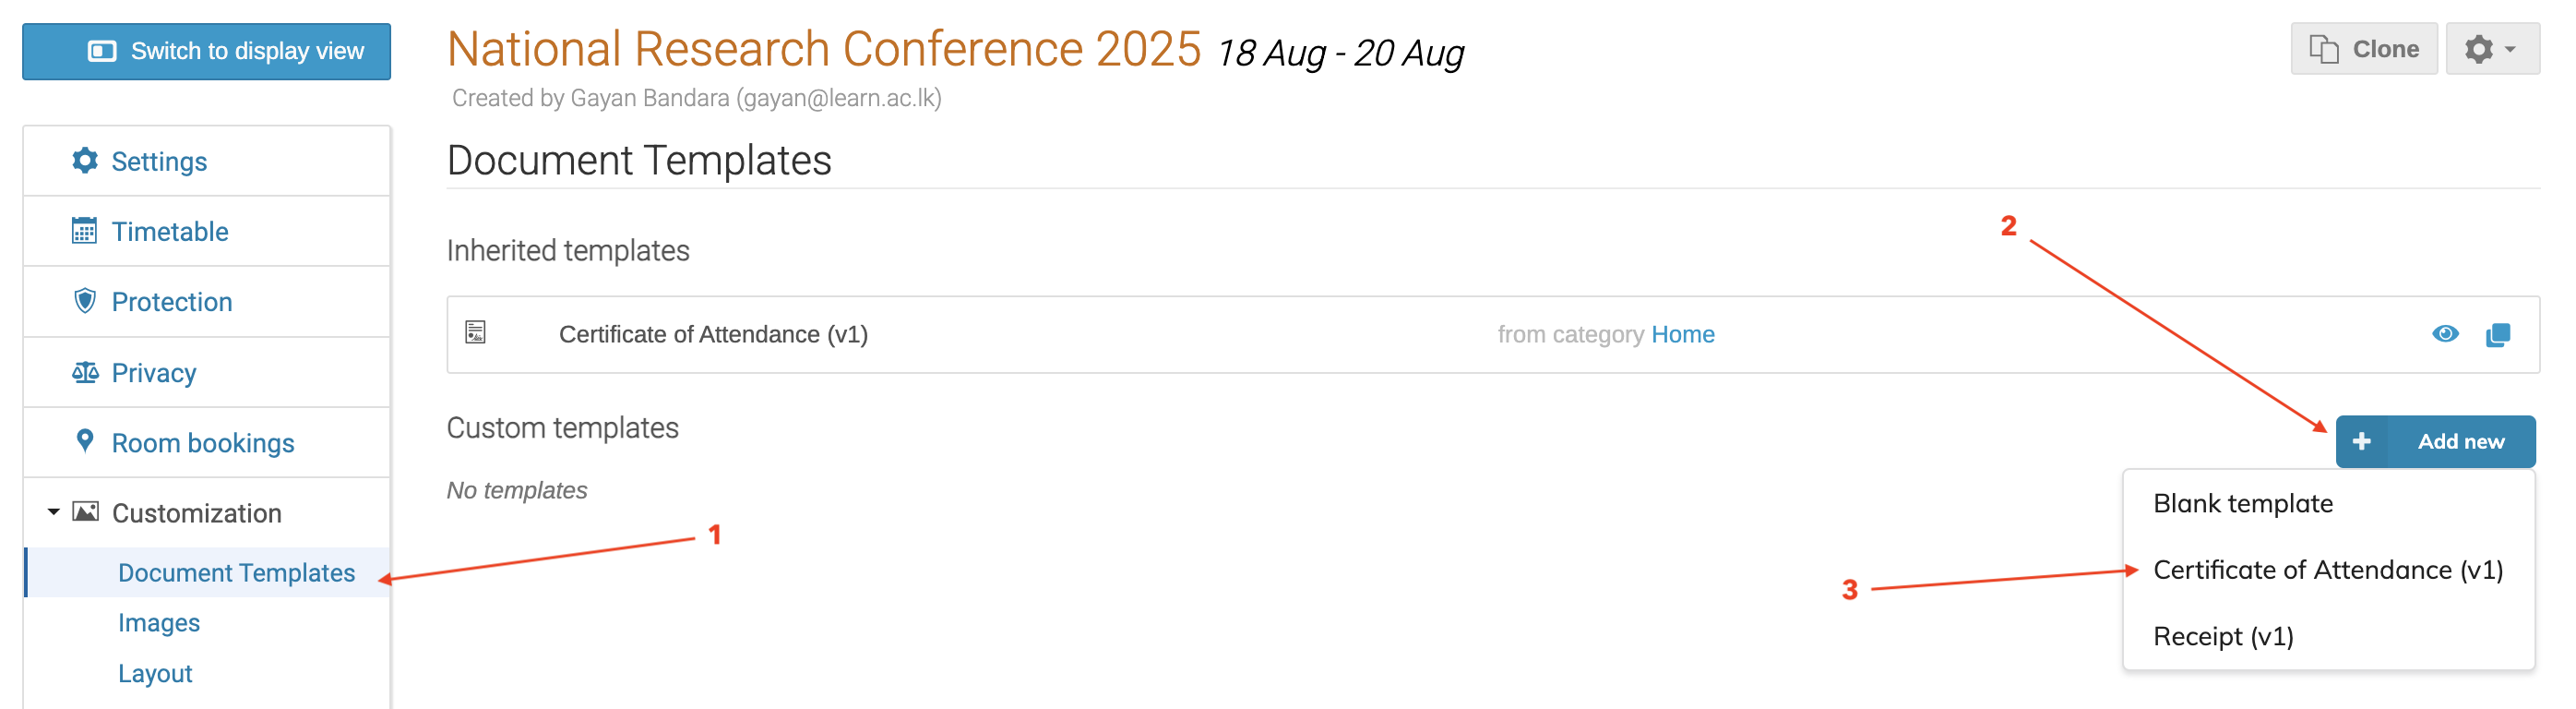 Switch to display view
National Research Conference 2025 18 Aug - 20 Aug
Clone
Created by Gayan Bandara (gayan@learn.ac.lk)
Settings
Timetable
Protection
Privacy
Room bookings
Customization
Document Templates
Images
Layout
Document Templates
Inherited templates
Certificate of Attendance (v1) from category Home
Custom templates
Add new
No templates
Blank template
Certificate of Attendance (v1)
Receipt (v1)
1
2
3